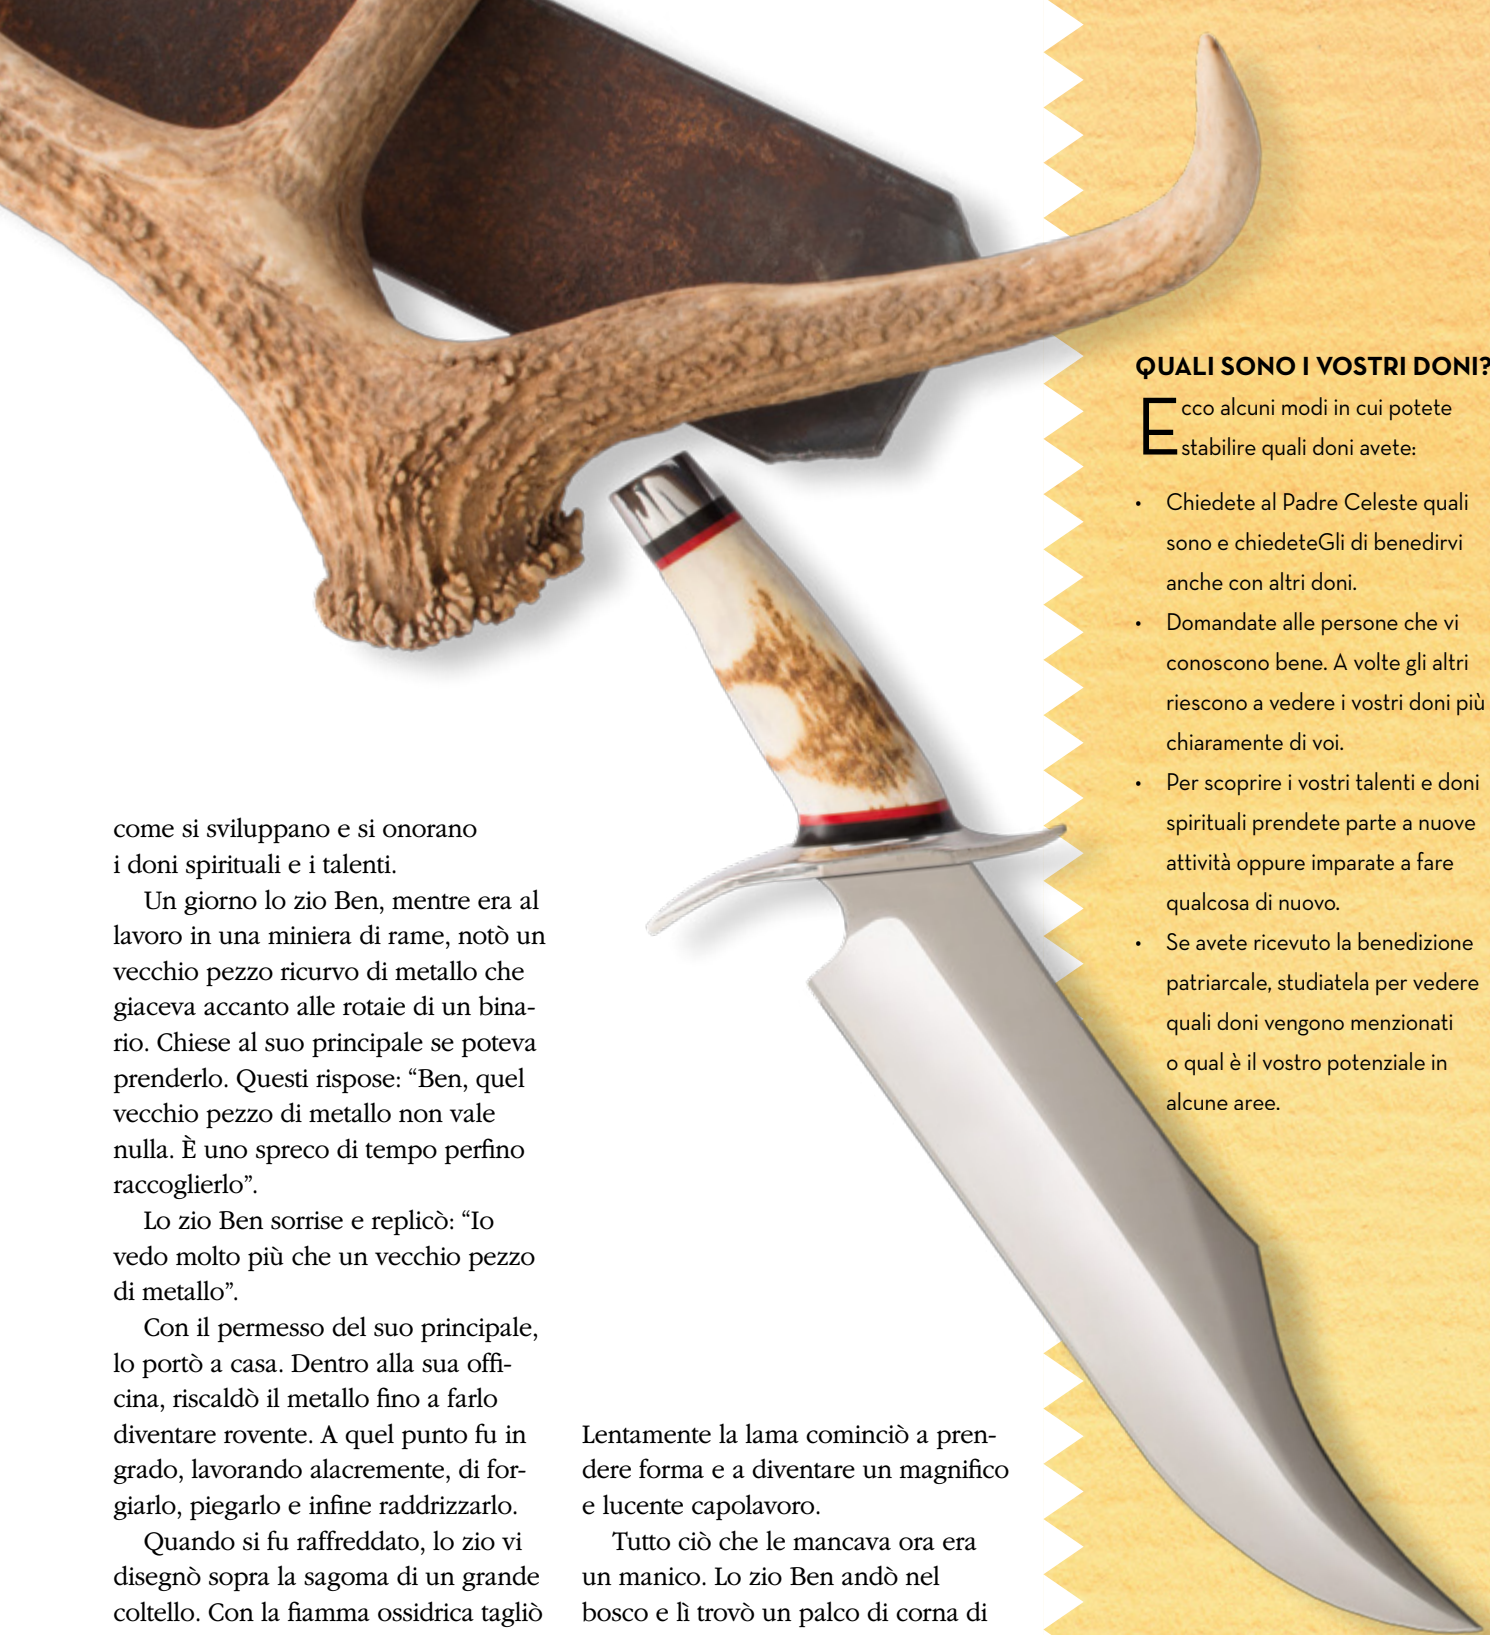 come si sviluppano e si onorano
i doni spirituali e i talenti.
Un giorno lo zio Ben, mentre era al
lavoro in una miniera di rame, notò un
vecchio pezzo ricurvo di metallo che
giaceva accanto alle rotaie di un bina-
rio. Chiese al suo principale se poteva
prenderlo. Questi rispose: “Ben, quel
vecchio pezzo di metallo non vale
nulla. È uno spreco di tempo perfino
raccoglierlo”.
Lo zio Ben sorrise e replicò: “Io
vedo molto più che un vecchio pezzo
di metallo”.
Con il permesso del suo principale,
lo portò a casa. Dentro alla sua offi-
cina, riscaldò il metallo fino a farlo
diventare rovente. A quel punto fu in
grado, lavorando alacremente, di for-
giarlo, piegarlo e infine raddrizzarlo.
Quando si fu raffreddato, lo zio vi
disegnò sopra la sagoma di un grande
coltello. Con la fiamma ossidrica tagliò
Lentamente la lama cominciò a pren-
dere forma e a diventare un magnifico
e lucente capolavoro.
Tutto ciò che le mancava ora era
un manico. Lo zio Ben andò nel
bosco e lì trovò un palco di corna di
QUALI SONO I VOSTRI DONI?
Ecco alcuni modi in cui potete
stabilire quali doni avete:
• Chiedete al Padre Celeste quali
sono e chiedeteGli di benedirvi
anche con altri doni.
• Domandate alle persone che vi
conoscono bene. A volte gli altri
riescono a vedere i vostri doni più
chiaramente di voi.
• Per scoprire i vostri talenti e doni
spirituali prendete parte a nuove
attività oppure imparate a fare
qualcosa di nuovo.
• Se avete ricevuto la benedizione
patriarcale, studiatela per vedere
quali doni vengono menzionati
o qual è il vostro potenziale in
alcune aree.